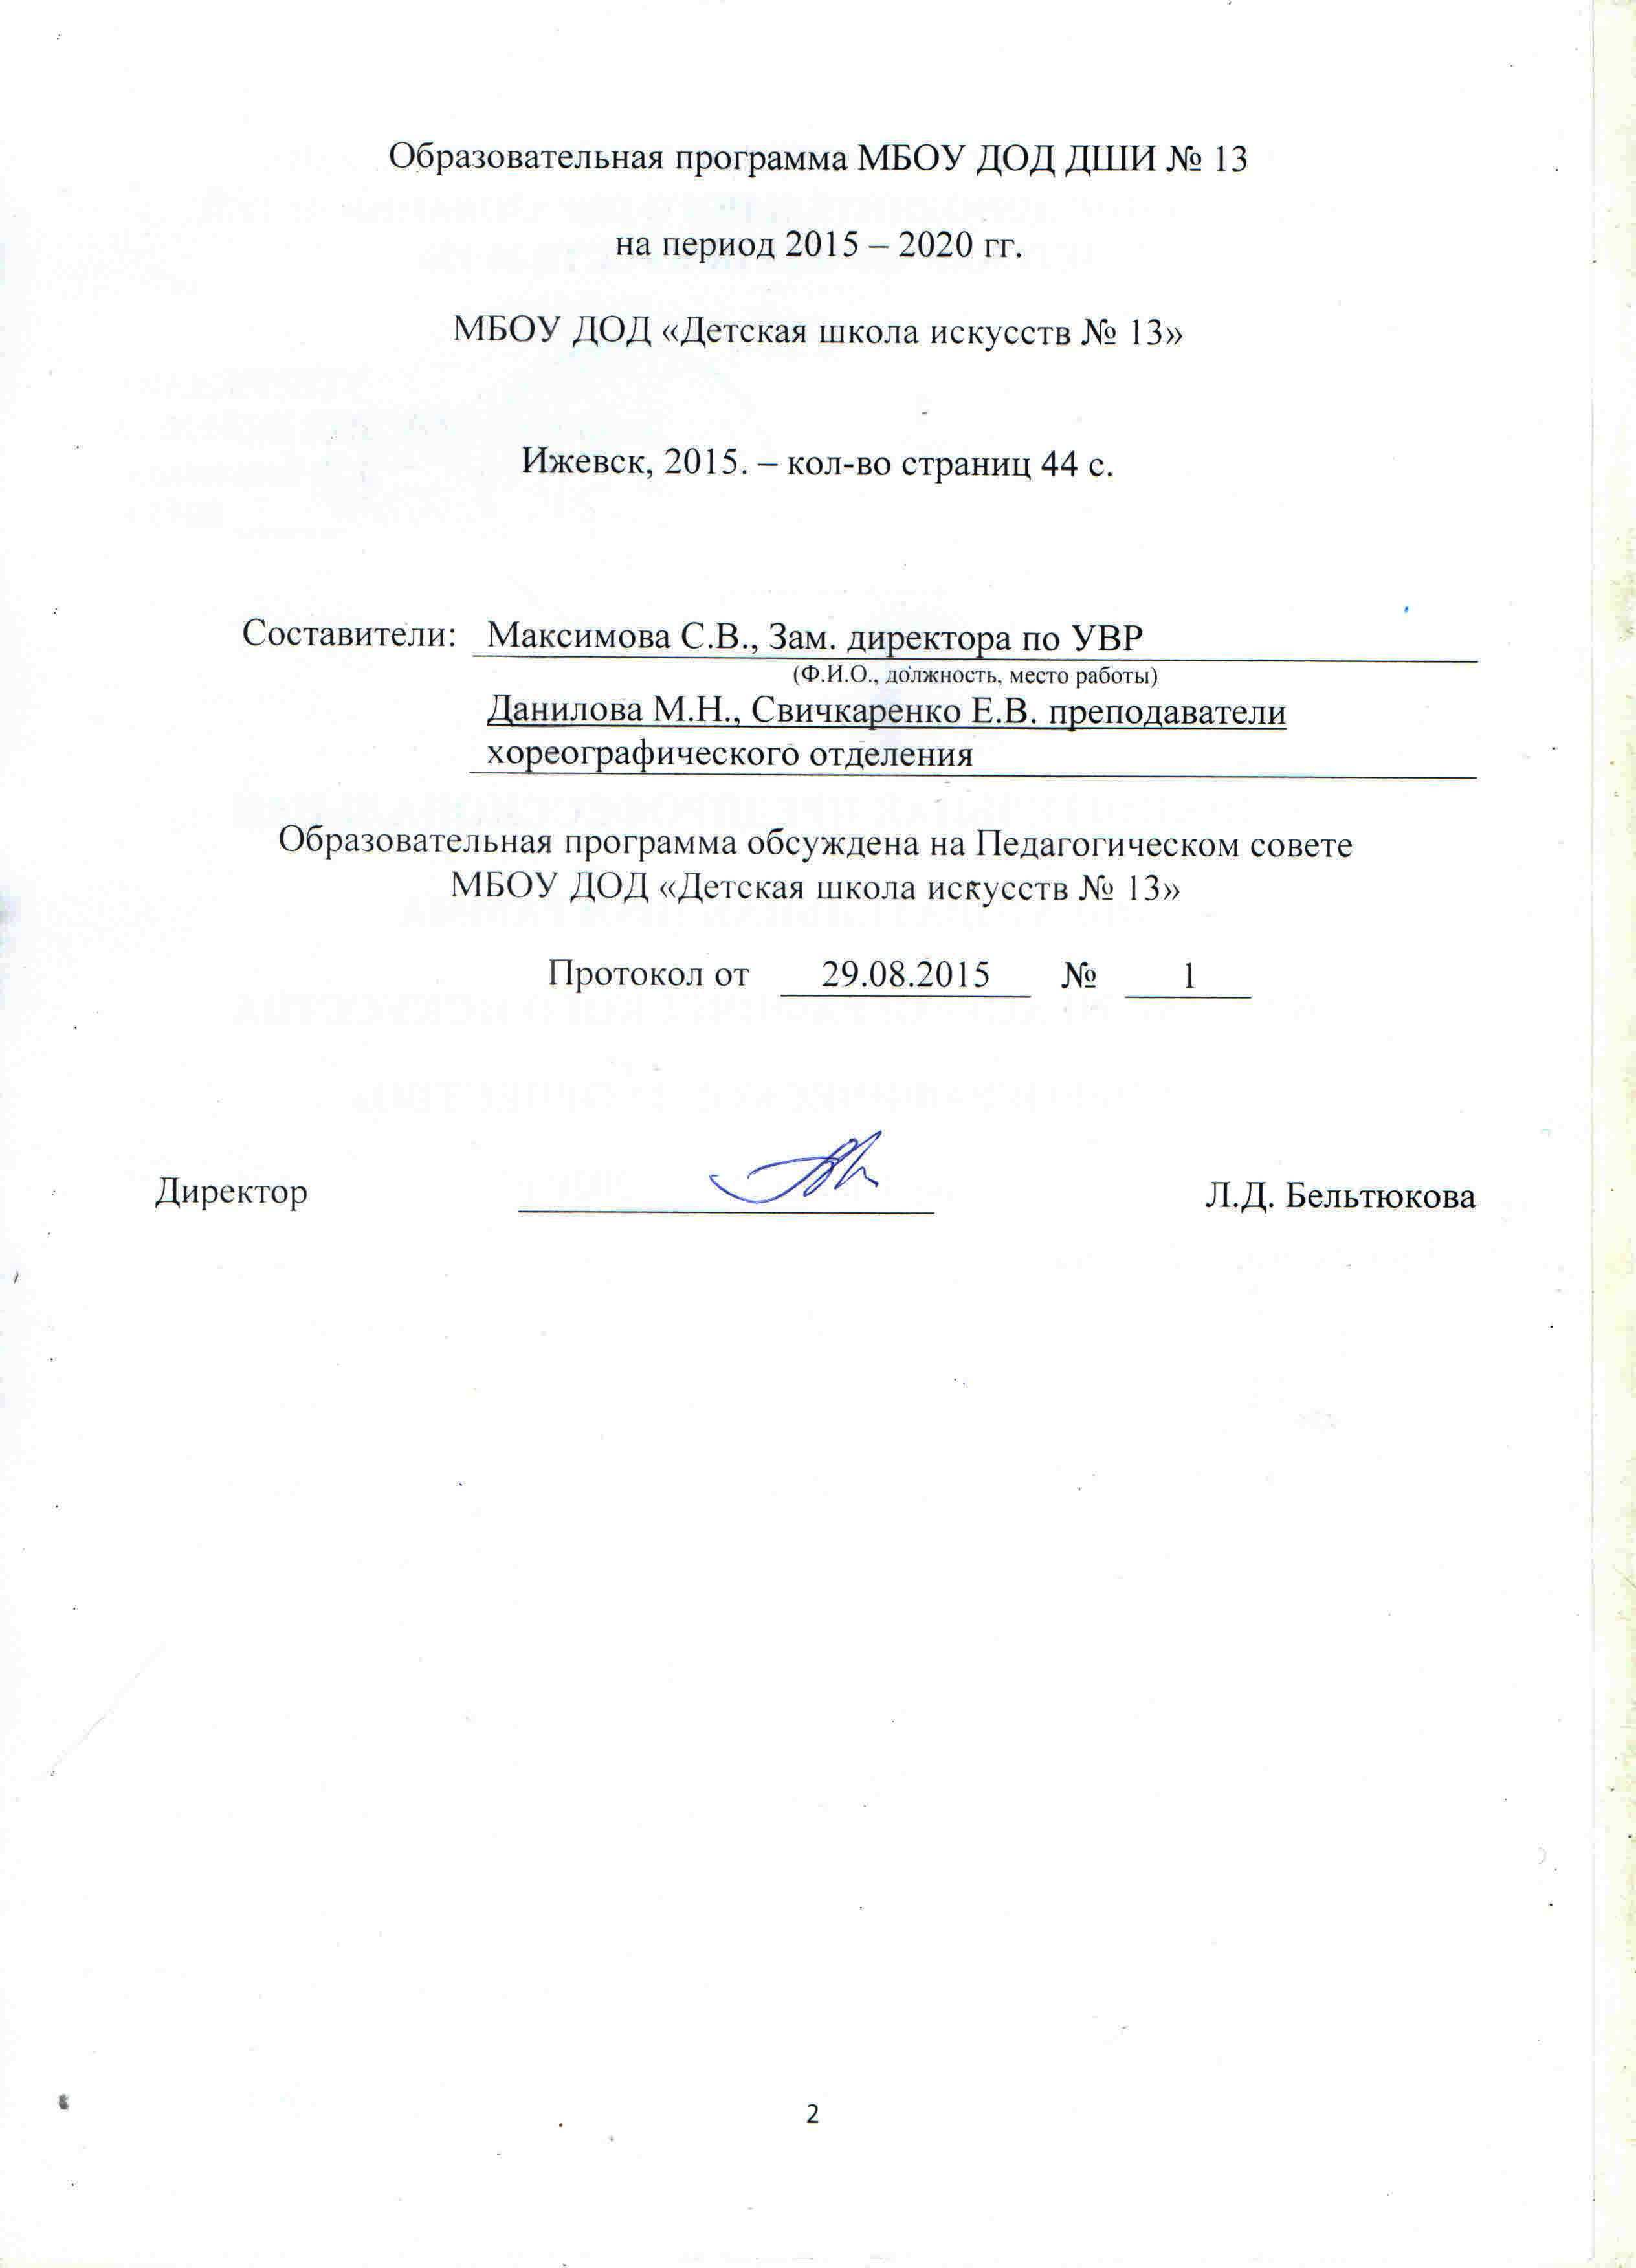 Образовательная программа МБОУ ДОД ДШИ № 13
на период 2015 – 2020 гг.
МБОУ ДОД «Детская школа искусств № 13»
Ижевск, 2015. – кол-во страниц 44 с.
Составители: Максимова С.В., Зам. директора по УВР
(Ф.И.О., должность, место работы)
Данилова М.Н., Свичкаренко Е.В. преподаватели
хореографического отделения
Образовательная программа обсуждена на Педагогическом совете
МБОУ ДОД «Детская школа искусств № 13»
Протокол от 29.08.2015 № 1
Директор Л.Д. Бельтюкова
2